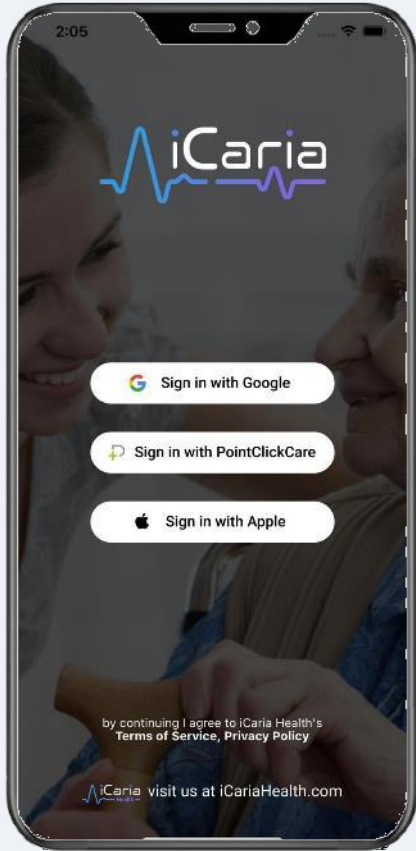 2:05
iCaria
Sign in with Google
Sign in with PointClickCare
Sign in with Apple
by continuing I agree to iCaria Health's
Terms of Service, Privacy Policy
iCaria Health visit us at iCariaHealth.com